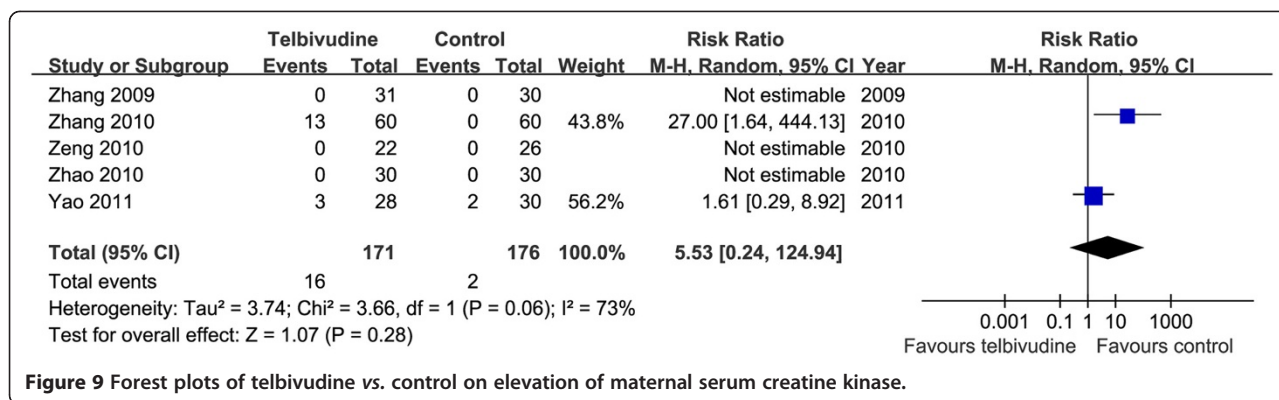 Telbivudine Control Risk Ratio Risk Ratio
Study or Subgroup Events Total Events Total Weight M-H, Random, 95% CI Year M-H, Random, 95% CI
Zhang 2009 0 31 0 30 Not estimable 2009
Zhang 2010 13 60 0 60 43.8% 27.00 [1.64, 444.13] 2010
Zeng 2010 0 22 0 26 Not estimable 2010
Zhao 2010 0 30 0 30 Not estimable 2010
Yao 2011 3 28 2 30 56.2% 1.61 [0.29, 8.92] 2011
Total (95% CI) 171 176 100.0% 5.53 [0.24, 124.94]
Total events 16 2
Heterogeneity: Tau² = 3.74; Chi² = 3.66, df = 1 (P = 0.06); I² = 73%
Test for overall effect: Z = 1.07 (P = 0.28)
0.001 0.1 1 10 1000
Favours telbivudine Favours control
Figure 9 Forest plots of telbivudine vs. control on elevation of maternal serum creatine kinase.